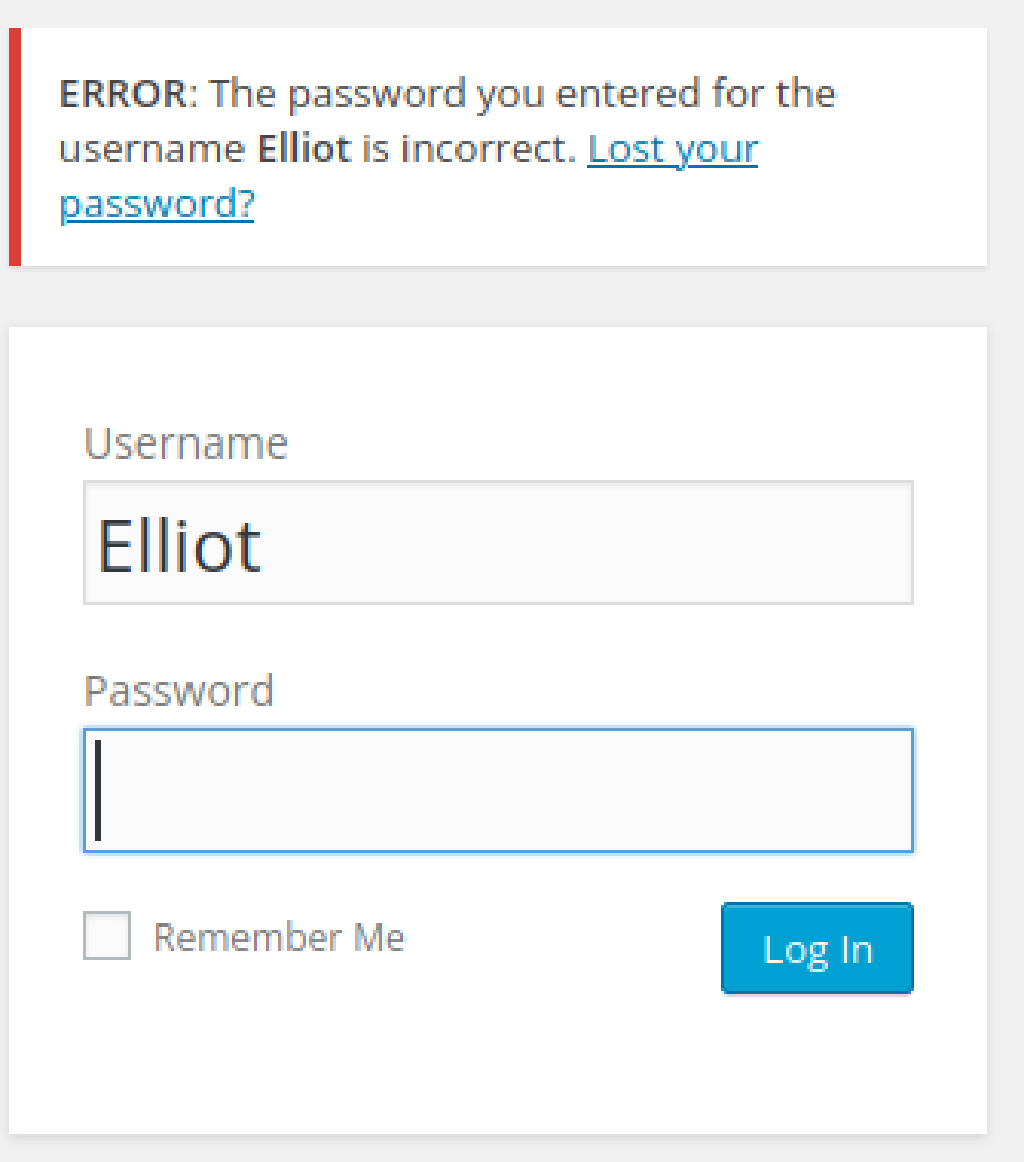 ERROR: The password you entered for the
username Elliot is incorrect. Lost your
password?
Username
Elliot
Password
Remember Me
Log In